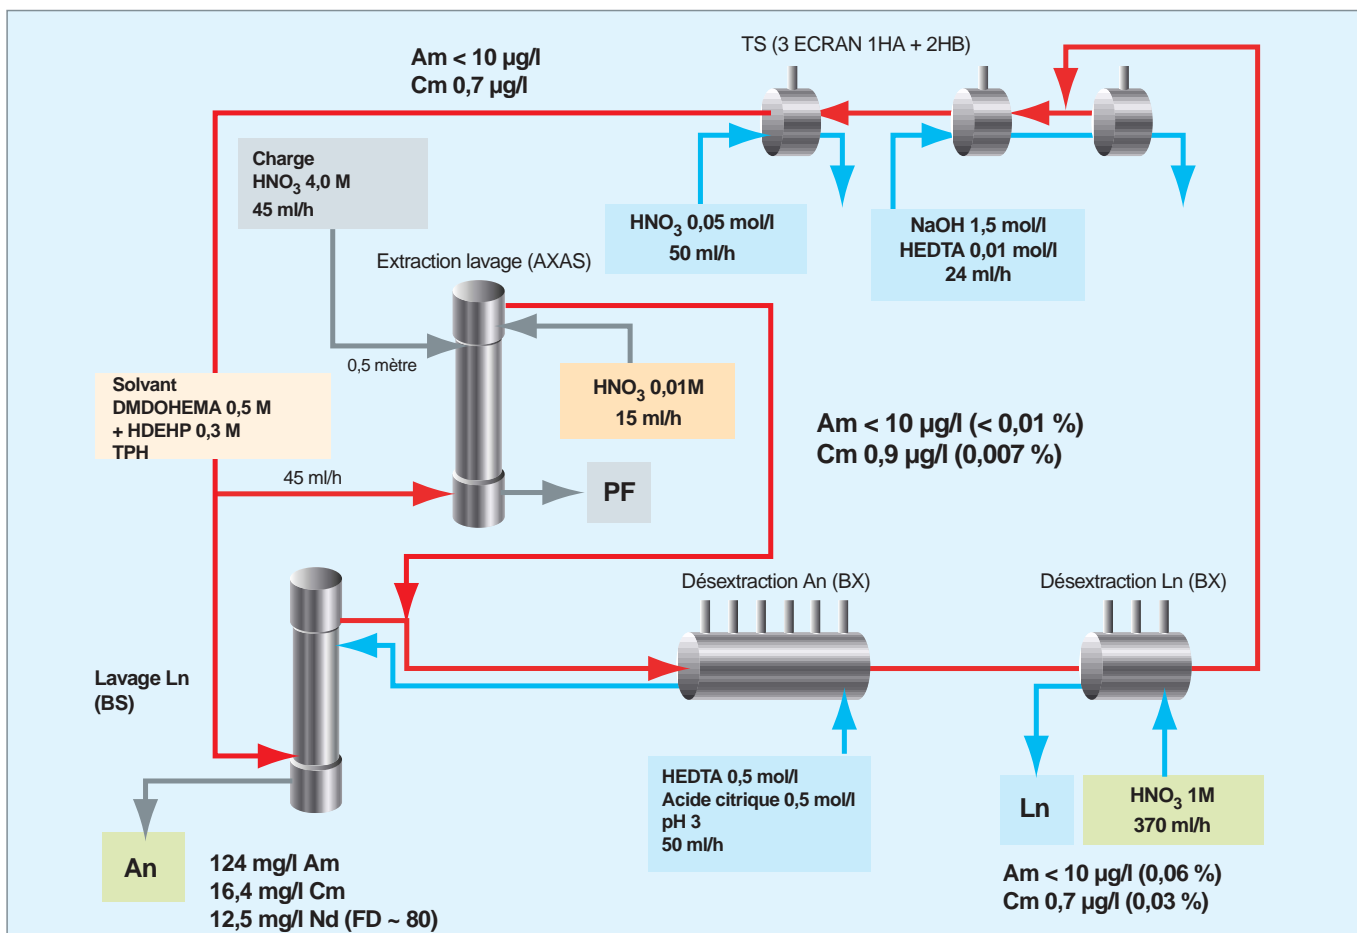 TS (3 ECRAN 1HA + 2HB)
Am < 10 µg/l
Cm 0,7 µg/l
Charge
HNO3 4,0 M
45 ml/h
HNO3 0,05 mol/l
50 ml/h
NaOH 1,5 mol/l
HEDTA 0,01 mol/l
24 ml/h
Extraction lavage (AXAS)
0,5 mètre
HNO3 0,01M
15 ml/h
Solvant
DMDOHEMA 0,5 M
+ HDEHP 0,3 M
TPH
45 ml/h
PF
Am < 10 µg/l (< 0,01 %)
Cm 0,9 µg/l (0,007 %)
Désextraction An (BX)
Désextraction Ln (BX)
Lavage Ln
(BS)
HEDTA 0,5 mol/l
Acide citrique 0,5 mol/l
pH 3
50 ml/h
Ln
HNO3 1M
370 ml/h
An
124 mg/l Am
16,4 mg/l Cm
12,5 mg/l Nd (FD ~ 80)
Am < 10 µg/l (0,06 %)
Cm 0,7 µg/l (0,03 %)